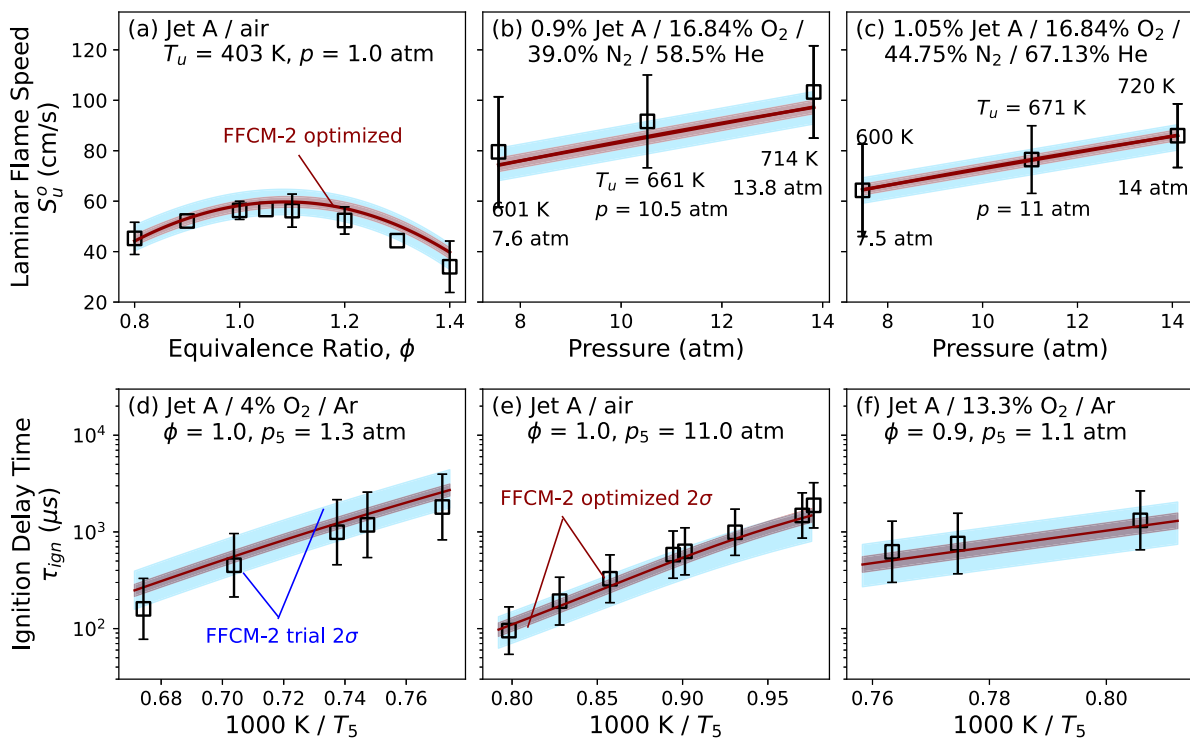 Laminar Flame Speed
S_u^o (cm/s)
120
100
80
60
40
20
(a) Jet A / air
T_u = 403 K, p = 1.0 atm
FFCM-2 optimized
0.8
1.0
1.2
1.4
Equivalence Ratio, ϕ
(b) 0.9% Jet A / 16.84% O₂ /
39.0% N₂ / 58.5% He
T_u = 661 K
p = 10.5 atm
714 K
13.8 atm
601 K
7.6 atm
8
10
12
14
Pressure (atm)
(c) 1.05% Jet A / 16.84% O₂ /
44.75% N₂ / 67.13% He
720 K
T_u = 671 K
600 K
14 atm
p = 11 atm
7.5 atm
8
10
12
14
Pressure (atm)
Ignition Delay Time
τ_ign (μs)
10⁴
10³
10²
(d) Jet A / 4% O₂ / Ar
ϕ = 1.0, p₅ = 1.3 atm
FFCM-2 trial 2σ
0.68
0.70
0.72
0.74
0.76
1000 K / T₅
(e) Jet A / air
ϕ = 1.0, p₅ = 11.0 atm
FFCM-2 optimized 2σ
0.80
0.85
0.90
0.95
1000 K / T₅
(f) Jet A / 13.3% O₂ / Ar
ϕ = 0.9, p₅ = 1.1 atm
0.76
0.78
0.80
1000 K / T₅